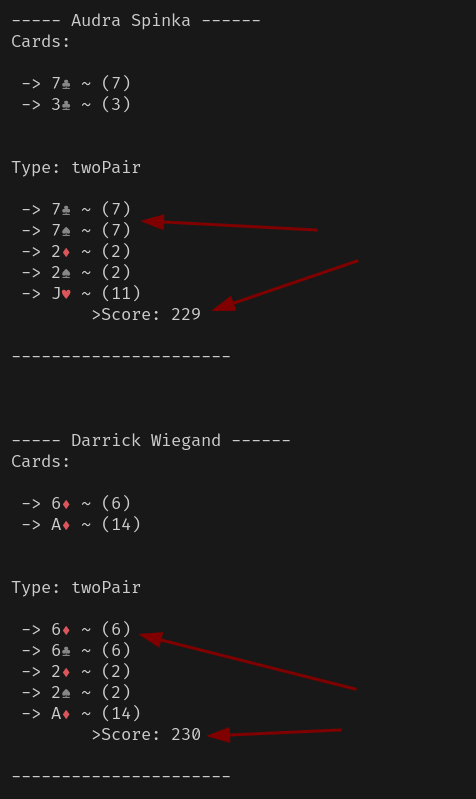 ----- Audra Spinka ------
Cards:
-> 7♣ ~ (7)
-> 3♣ ~ (3)
Type: twoPair
-> 7♣ ~ (7)
-> 7♠ ~ (7)
-> 2♦ ~ (2)
-> 2♠ ~ (2)
-> J♥ ~ (11)
>Score: 229
----------------------
----- Darrick Wiegand ------
Cards:
-> 6♦ ~ (6)
-> A♦ ~ (14)
Type: twoPair
-> 6♦ ~ (6)
-> 6♣ ~ (6)
-> 2♦ ~ (2)
-> 2♠ ~ (2)
-> A♦ ~ (14)
>Score: 230
----------------------